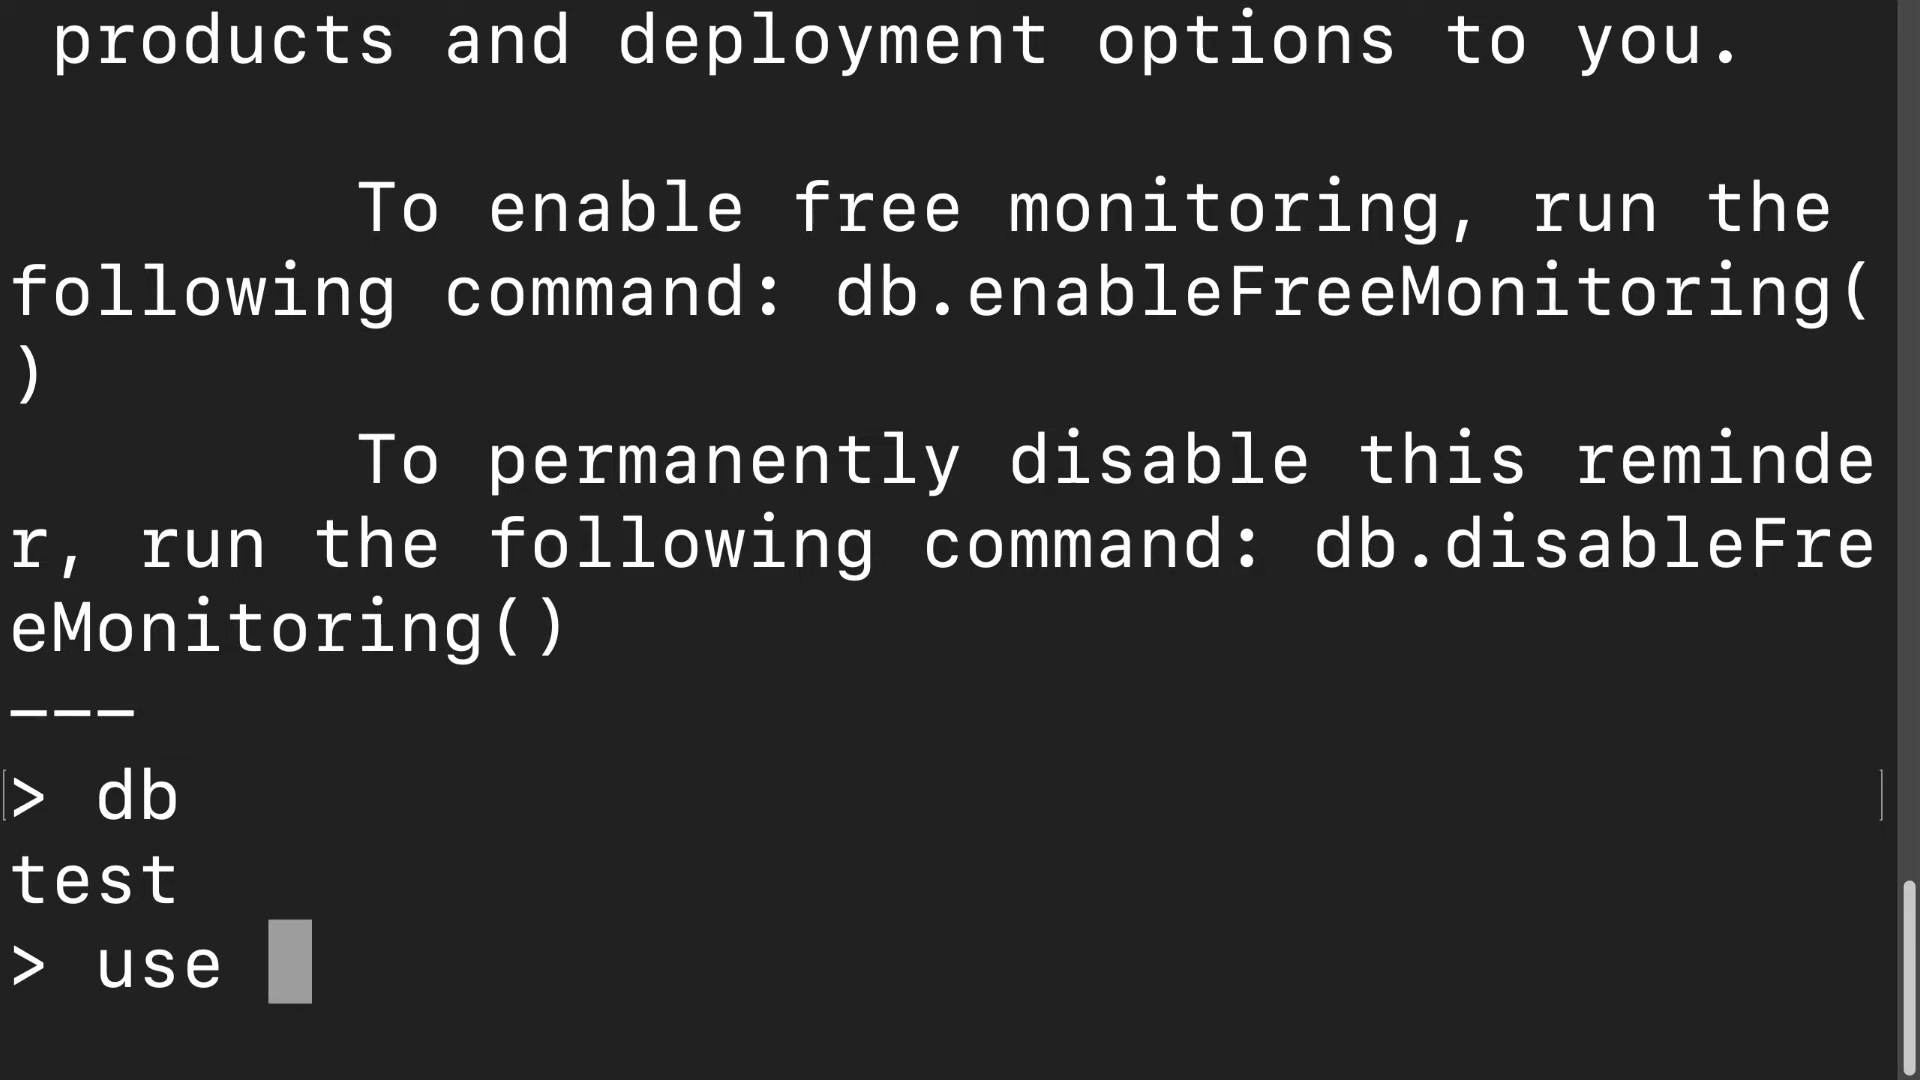 products and deployment options to you.
To enable free monitoring, run the
following command: db.enableFreeMonitoring(
)
To permanently disable this reminde
r, run the following command: db.disableFre
eMonitoring()
---
[> db ]
test
> use